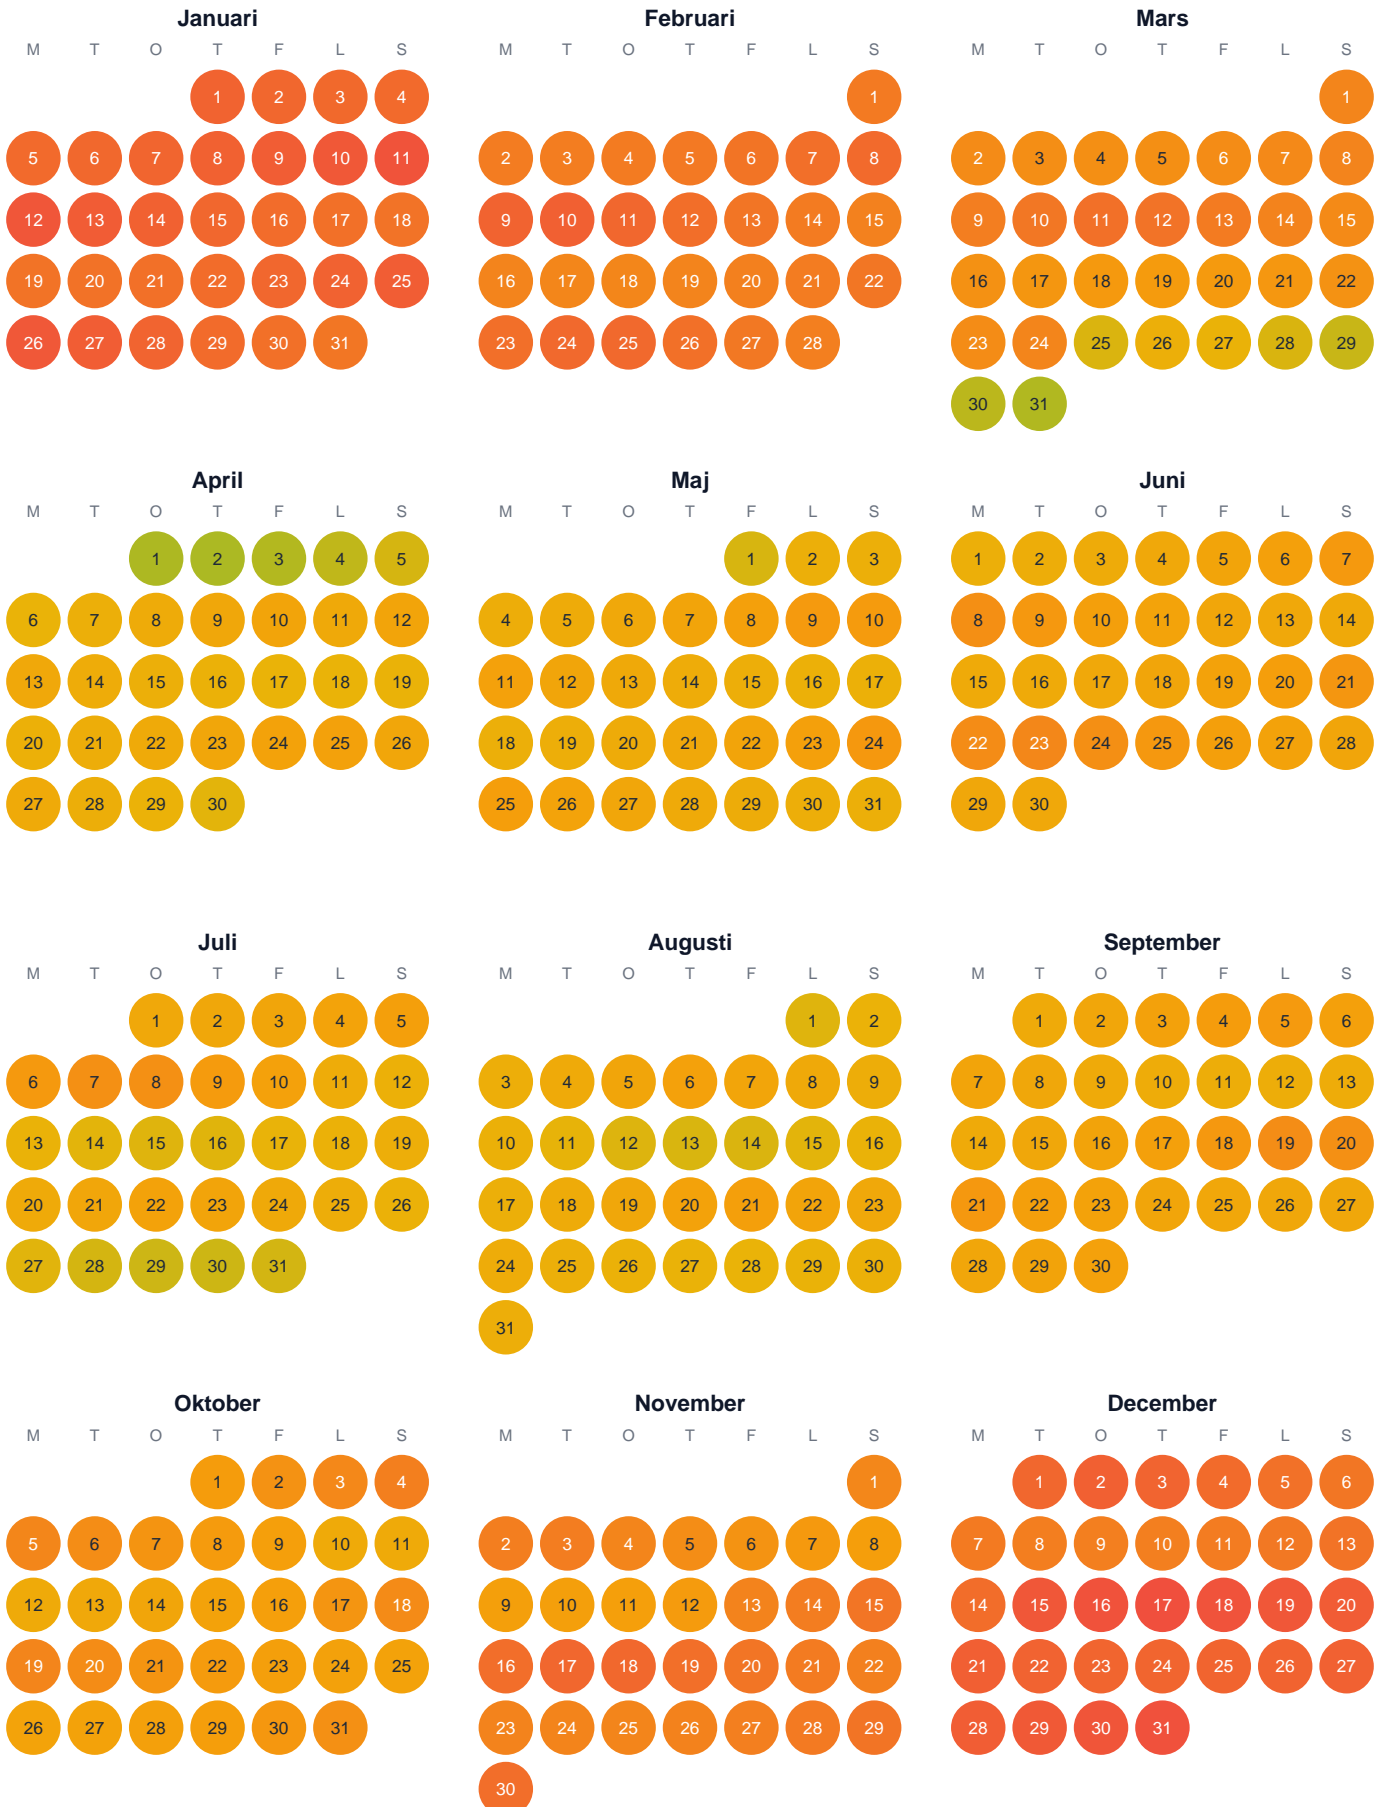 Januari Februari Mars
M T O T F L S M T O T F L S M T O T F L S
1 2 3 4 1 1
5 6 7 8 9 10 11 2 3 4 5 6 7 8 2 3 4 5 6 7 8
12 13 14 15 16 17 18 9 10 11 12 13 14 15 9 10 11 12 13 14 15
19 20 21 22 23 24 25 16 17 18 19 20 21 22 16 17 18 19 20 21 22
26 27 28 29 30 31 23 24 25 26 27 28 23 24 25 26 27 28 29
30 31
April Maj Juni
M T O T F L S M T O T F L S M T O T F L S
1 2 3 4 5 1 2 3 1 2 3 4 5 6 7
6 7 8 9 10 11 12 4 5 6 7 8 9 10 8 9 10 11 12 13 14
13 14 15 16 17 18 19 11 12 13 14 15 16 17 15 16 17 18 19 20 21
20 21 22 23 24 25 26 18 19 20 21 22 23 24 22 23 24 25 26 27 28
27 28 29 30 25 26 27 28 29 30 31 29 30
Juli Augusti September
M T O T F L S M T O T F L S M T O T F L S
1 2 3 4 5 1 2 1 2 3 4 5 6
6 7 8 9 10 11 12 3 4 5 6 7 8 9 7 8 9 10 11 12 13
13 14 15 16 17 18 19 10 11 12 13 14 15 16 14 15 16 17 18 19 20
20 21 22 23 24 25 26 17 18 19 20 21 22 23 21 22 23 24 25 26 27
27 28 29 30 31 24 25 26 27 28 29 30 28 29 30
31
Oktober November December
M T O T F L S M T O T F L S M T O T F L S
1 2 3 4 1 1 2 3 4 5 6
5 6 7 8 9 10 11 2 3 4 5 6 7 8 7 8 9 10 11 12 13
12 13 14 15 16 17 18 9 10 11 12 13 14 15 14 15 16 17 18 19 20
19 20 21 22 23 24 25 16 17 18 19 20 21 22 21 22 23 24 25 26 27
26 27 28 29 30 31 23 24 25 26 27 28 29 28 29 30 31
30